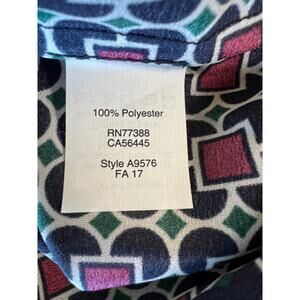 100% Polyester
RN77388
CA56445
Style A9576
FA 17